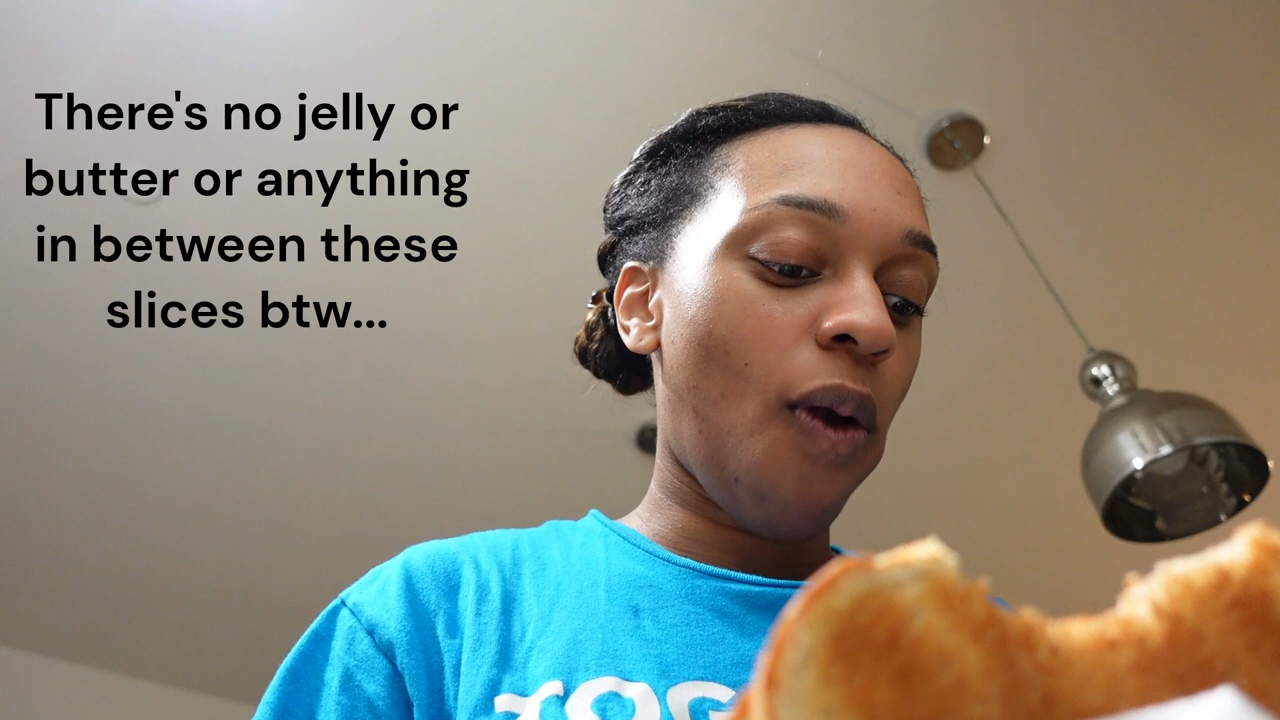 There's no jelly or
butter or anything
in between these
slices btw...